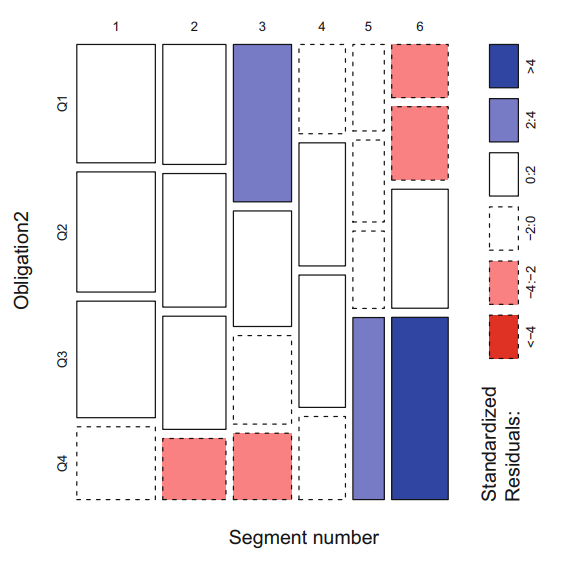 1 2 3 4 5 6
Q1
Q2
Q3
Q4
Obligation2
Segment number
>4
2:4
0:2
−2:0
−4:−2
<−4
Standardized
Residuals: